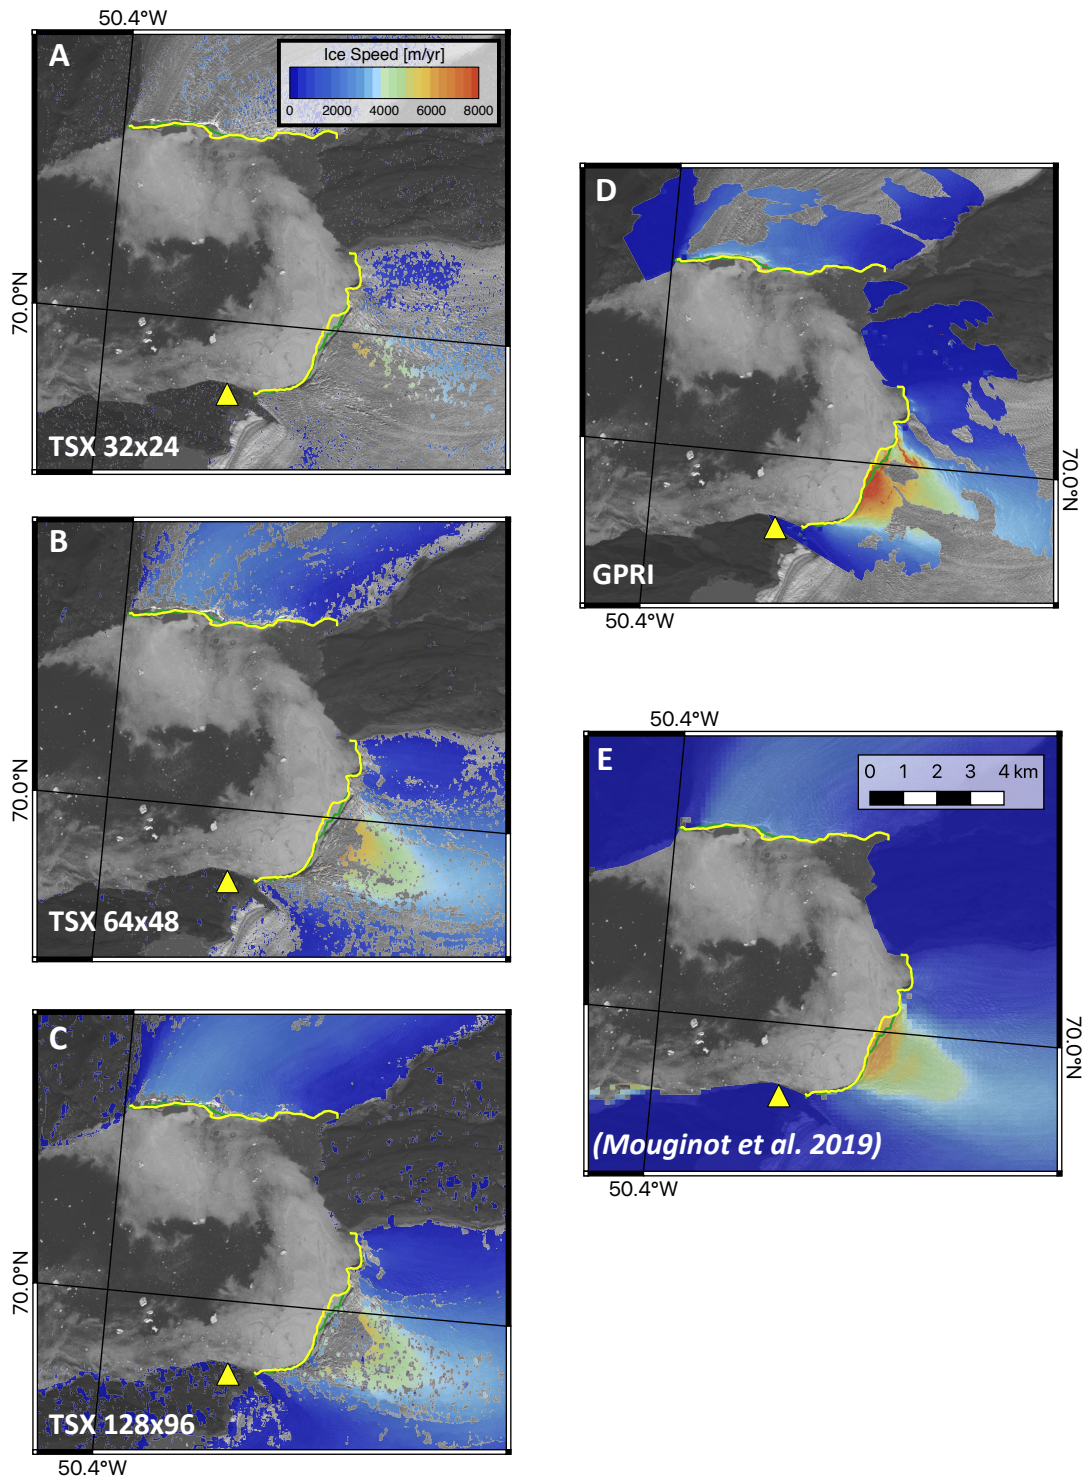 50.4°W
A
Ice Speed [m/yr]
0 2000 4000 6000 8000
70.0°N
TSX 32x24
B
70.0°N
TSX 64x48
C
70.0°N
TSX 128x96
50.4°W
D
70.0°N
GPRI
50.4°W
50.4°W
E
0 1 2 3 4 km
70.0°N
(Mouginot et al. 2019)
50.4°W